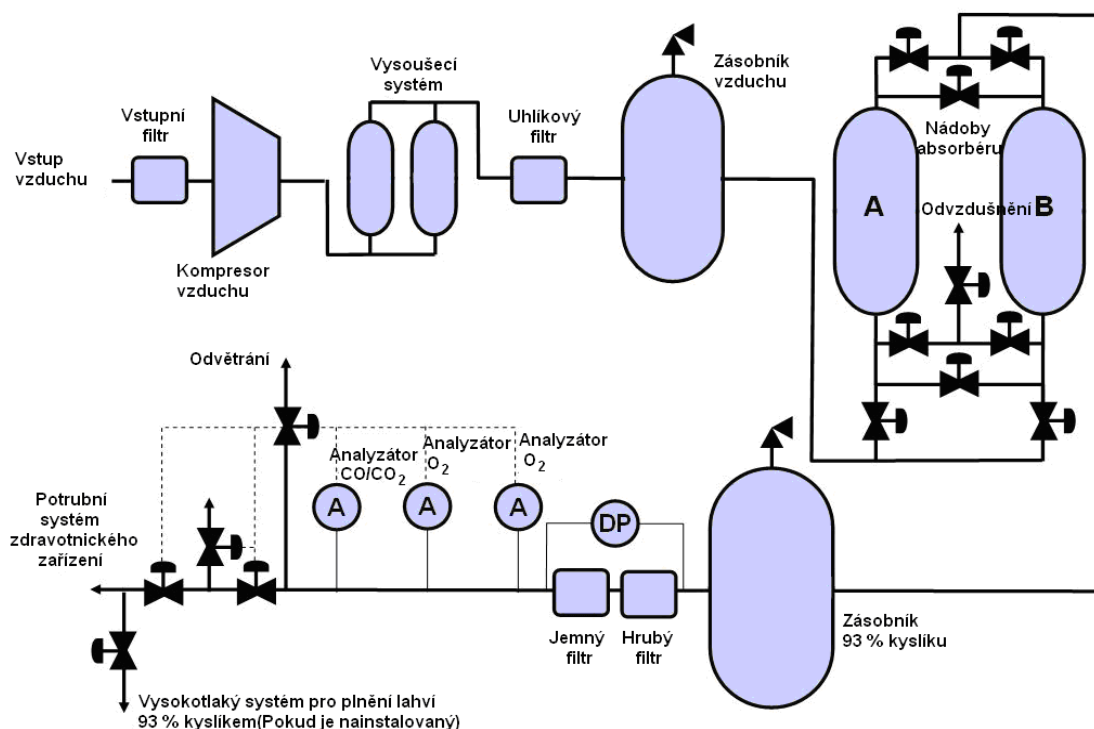 Vstup
vzduchu
Vstupní
filtr
Kompresor
vzduchu
Vysoušecí
systém
Uhlíkový
filtr
Zásobník
vzduchu
Nádoby
absorbéru
A
Odvzdušnění
B
Odvětrání
Analyzátor
CO/CO2
Analyzátor
O2
Analyzátor
O2
A
A
A
DP
Potrubní
systém
zdravotnického
zařízení
Jemný
filtr
Hrubý
filtr
Zásobník
93 % kyslíku
Vysokotlaký systém pro plnění lahví
93 % kyslíkem(Pokud je nainstalovaný)